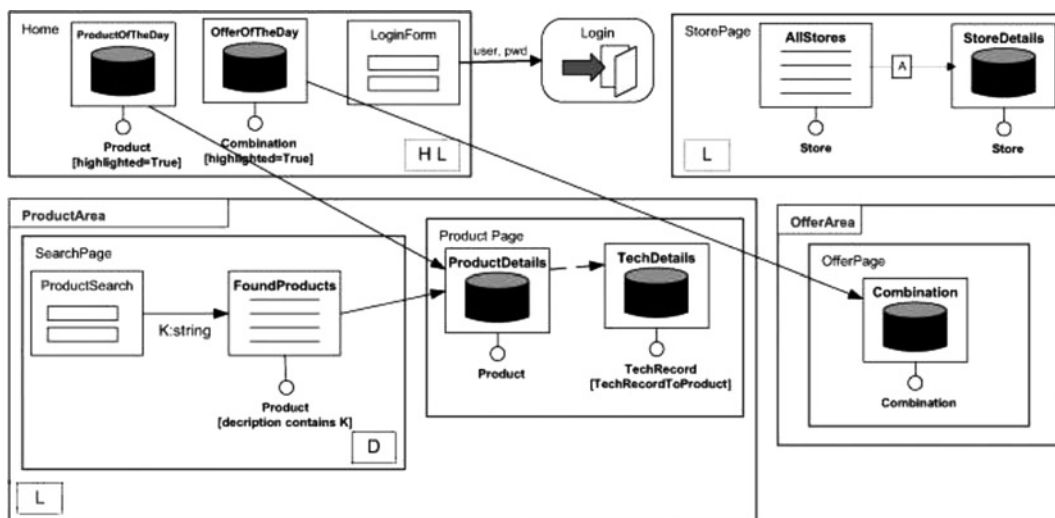 Home
ProductOfTheDay
Product
[highlighted=True]
OfferOfTheDay
Combination
[highlighted=True]
LoginForm
H L
user, pwd
Login
StorePage
AllStores
Store
A
StoreDetails
Store
L
ProductArea
SearchPage
ProductSearch
K:string
FoundProducts
Product
[decription contains K]
D
L
Product Page
ProductDetails
Product
TechDetails
TechRecord
[TechRecordToProduct]
OfferArea
OfferPage
Combination
Combination